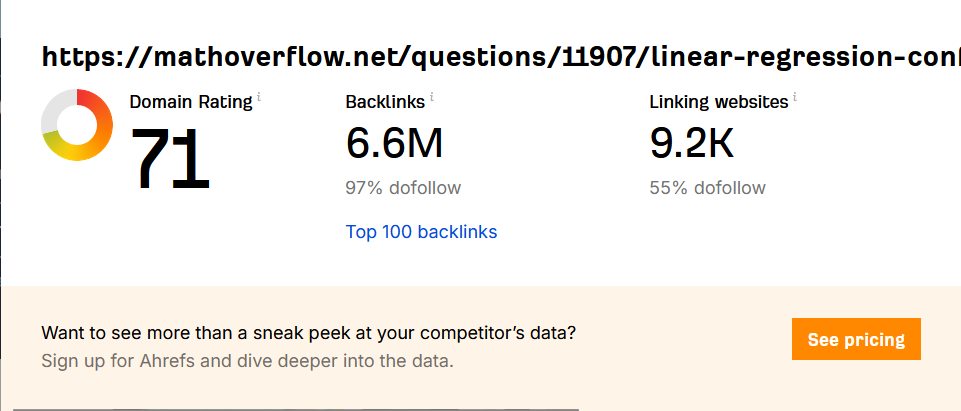 https://mathoverflow.net/questions/11907/linear-regression-conf
Domain Rating i
71
Backlinks i
6.6M
97% dofollow
Top 100 backlinks
Linking websites i
9.2K
55% dofollow
Want to see more than a sneak peek at your competitor’s data?
Sign up for Ahrefs and dive deeper into the data.
See pricing